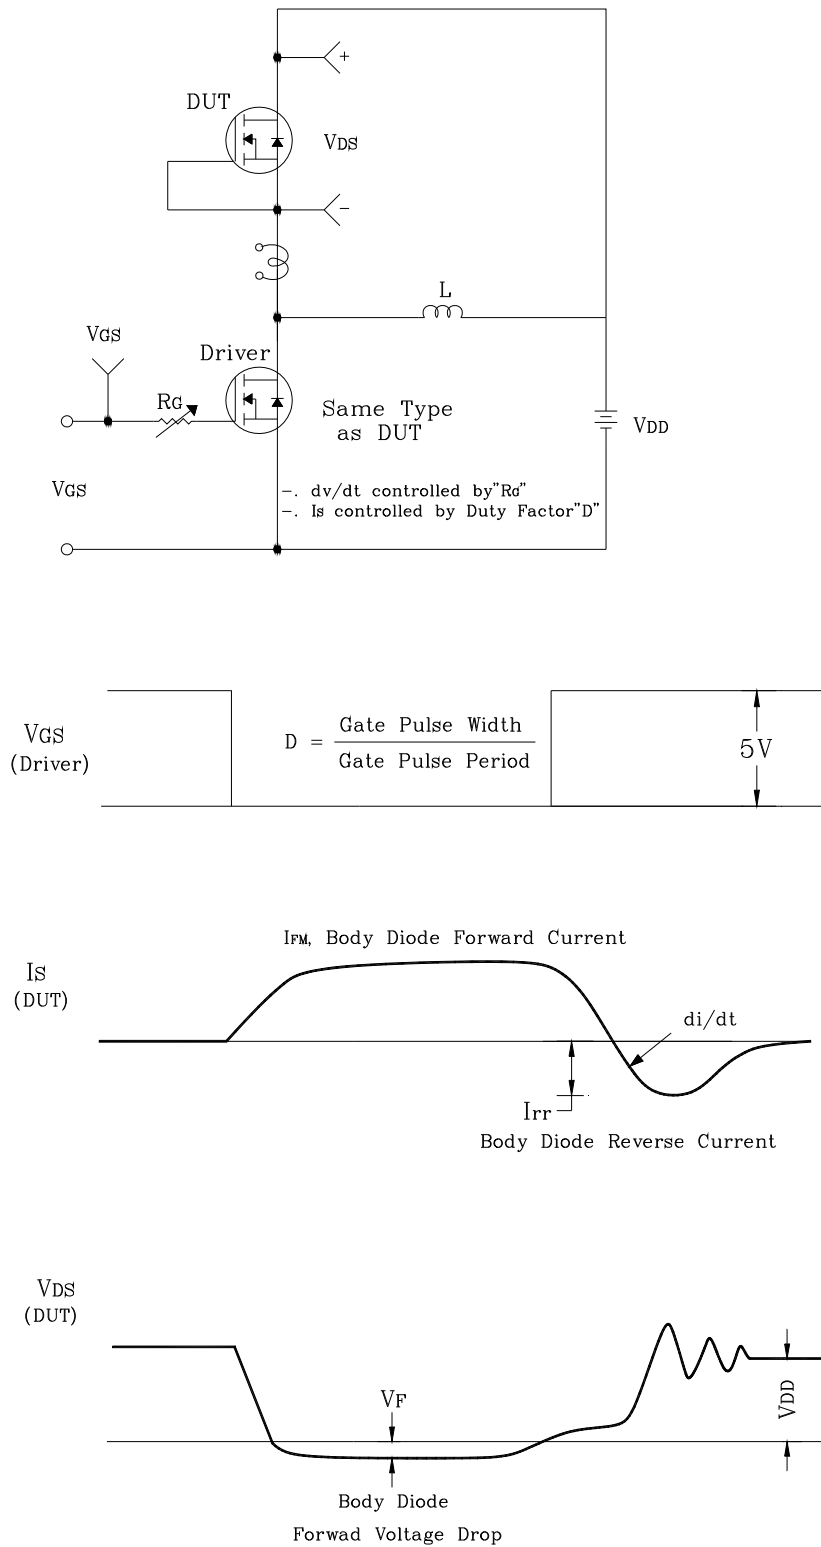 +
DUT
VDS
−
L
VGS
Driver
RG
Same Type
as DUT
VDD
VGS
−. dv/dt controlled by"RG"
−. Is controlled by Duty Factor"D"
VGS
(Driver)
D = Gate Pulse Width
Gate Pulse Period
5V
IFM, Body Diode Forward Current
IS
(DUT)
di/dt
Irr
Body Diode Reverse Current
VDS
(DUT)
VF
VDD
Body Diode
Forwad Voltage Drop